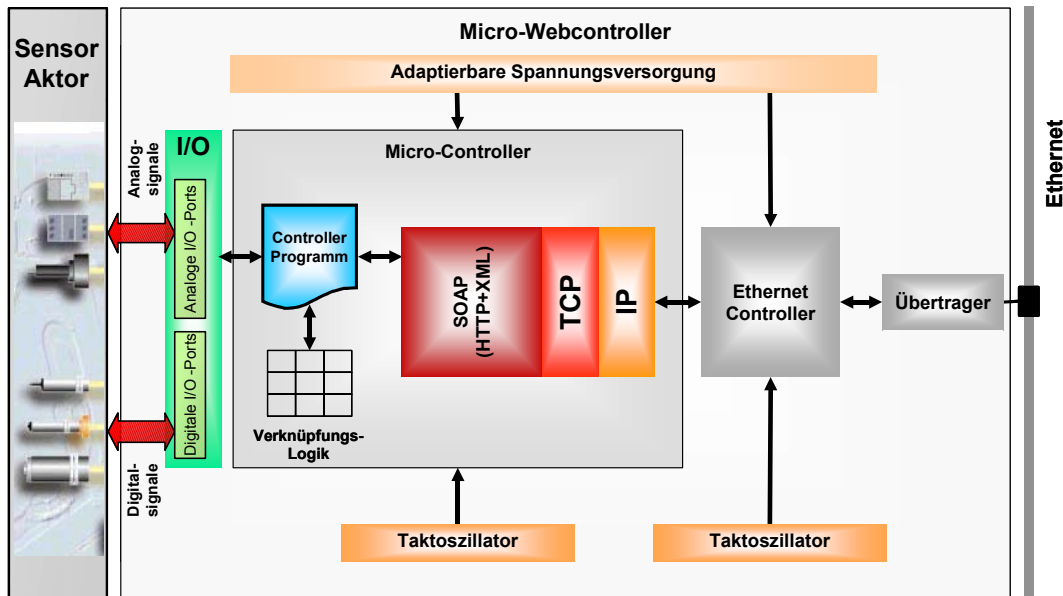 Sensor
Aktor
Micro-Webcontroller
Adaptierbare Spannungsversorgung
I/O
Analog-
signale
Analoge I/O -Ports
Digitale I/O -Ports
Digital-
signale
Micro-Controller
Controller
Programm
Verknüpfungs-
Logik
SOAP
(HTTP+XML)
TCP
IP
Ethernet
Controller
Übertrager
Ethernet
Taktoszillator
Taktoszillator